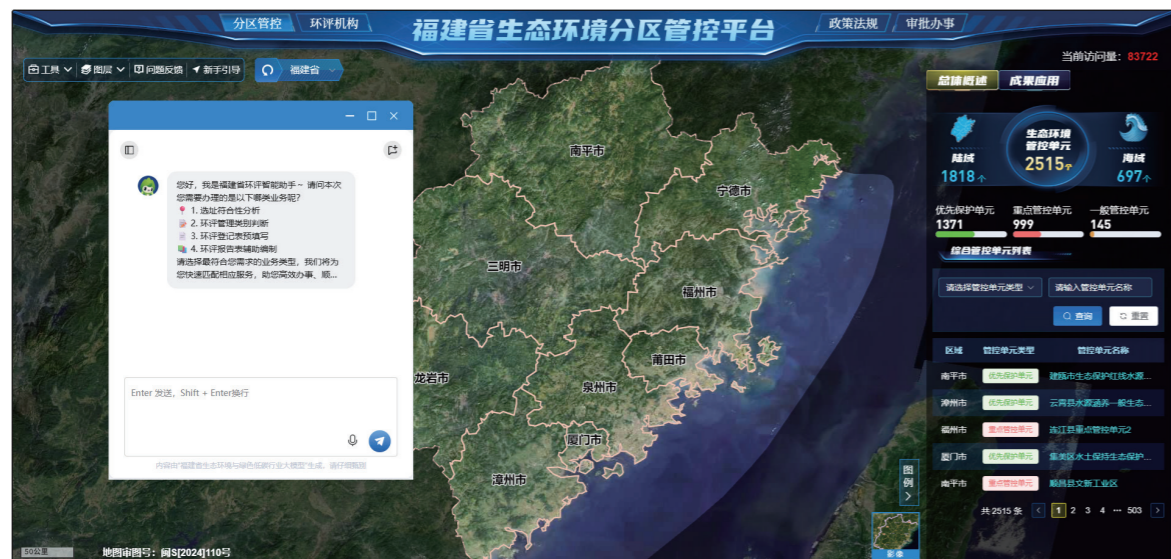 分区管控 环评机构 福建省生态环境分区管控平台 政策法规 审批办事
当前访问量：83722
工具 图层 问题反馈 新手引导 福建省
总体概述 成果应用
生态环境
管控单元
2515个
陆域
1818个
海域
697个
优先保护单元 重点管控单元 一般管控单元
1371 999 145
综合管控单元列表
请选择管控单元类型 请输入管控单元名称
查询 重置
区域 管控单元类型 管控单元名称
南平市 优先保护单元 建瓯市生态保护红线水源...
漳州市 优先保护单元 云霄县水源涵养一般生态...
福州市 重点管控单元 连江县重点管控单元2
厦门市 优先保护单元 集美区水土保持生态保护...
南平市 重点管控单元 顺昌县文新工业区
共 2515 条 1 2 3 4 ··· 503
您好，我是福建省环评智能助手~ 请问本次
您需要办理的是以下哪类业务呢?
1. 选址符合性分析
2. 环评管理类别判断
3. 环评登记表预填写
4. 环评报告表辅助编制
请选择最符合您需求的业务类型，我们将为
您快速匹配相应服务，助您高效办事、顺...
Enter 发送，Shift + Enter换行
内容由"福建省生态环境与绿色低碳行业大模型"生成，请仔细甄别
南平市
宁德市
三明市
福州市
莆田市
龙岩市
泉州市
厦门市
漳州市
图例
影像
50公里
地图审图号：闽S[2024]110号